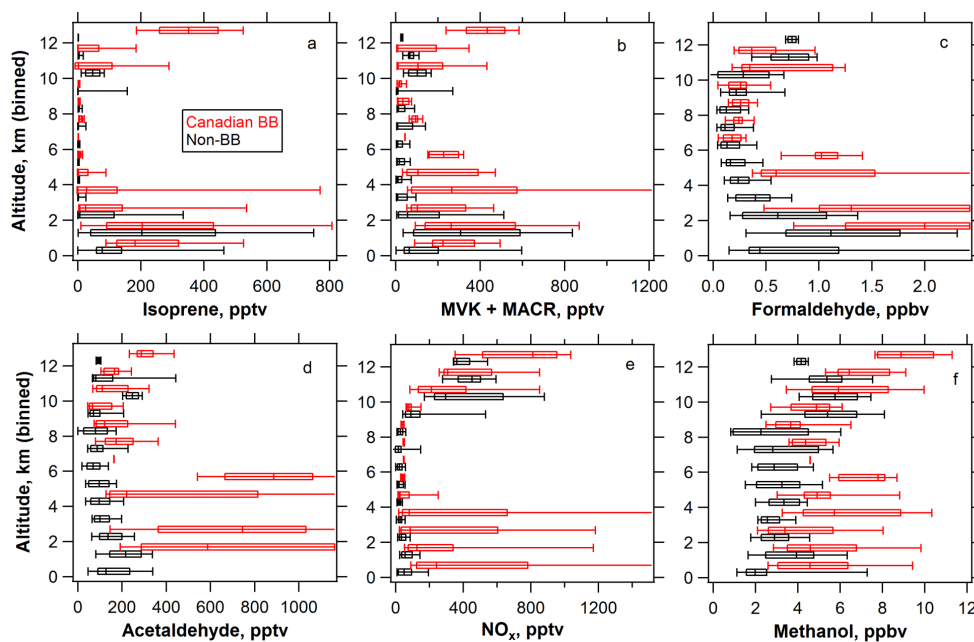 a
b
c
Canadian BB
Non-BB
Altitude, km (binned)
12
10
8
6
4
2
0
12
10
8
6
4
2
0
12
10
8
6
4
2
0
0 200 400 600 800
0 400 800 1200
0.0 0.5 1.0 1.5 2.0
Isoprene, pptv
MVK + MACR, pptv
Formaldehyde, ppbv
d
e
f
Altitude, km (binned)
12
10
8
6
4
2
0
12
10
8
6
4
2
0
12
10
8
6
4
2
0
0 200 400 600 800 1000
0 400 800 1200
0 2 4 6 8 10 12
Acetaldehyde, pptv
NOx, pptv
Methanol, ppbv